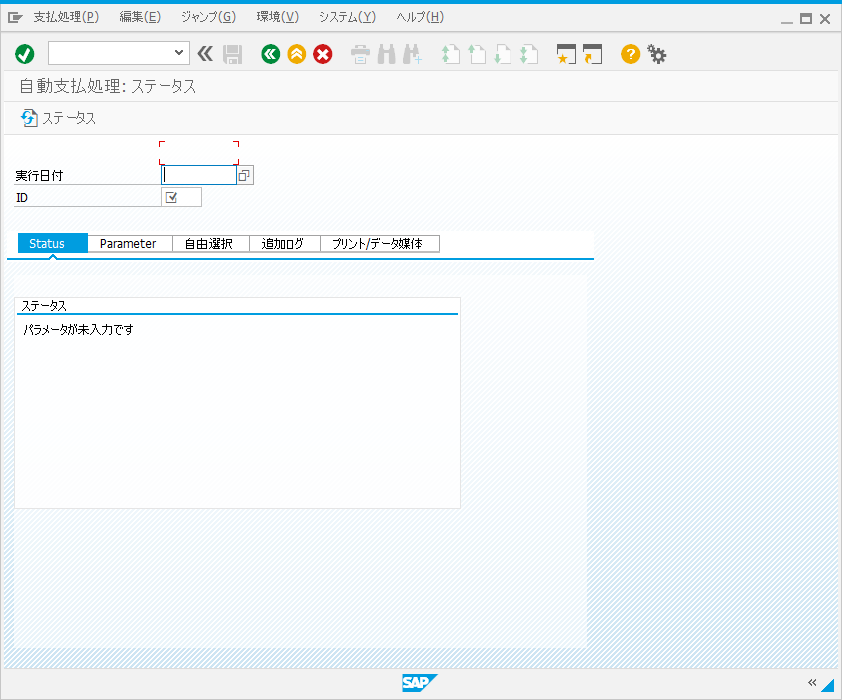 支払処理(P) 編集(E) ジャンプ(G) 環境(V) システム(Y) ヘルプ(H)
自動支払処理: ステータス
ステータス
実行日付
ID
Status Parameter 自由選択 追加ログ プリント/データ媒体
ステータス
パラメータが未入力です
SAP